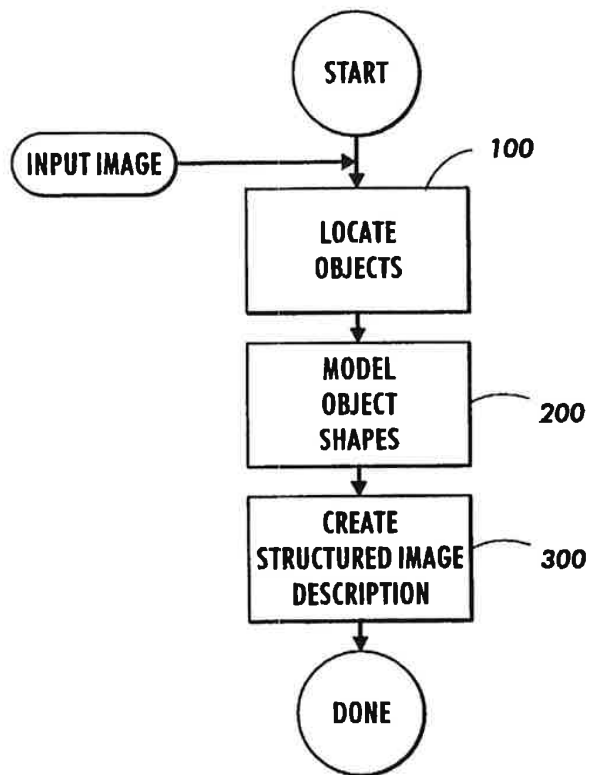 START
INPUT IMAGE
100
LOCATE
OBJECTS
MODEL
OBJECT
SHAPES
200
CREATE
STRUCTURED IMAGE
DESCRIPTION
300
DONE